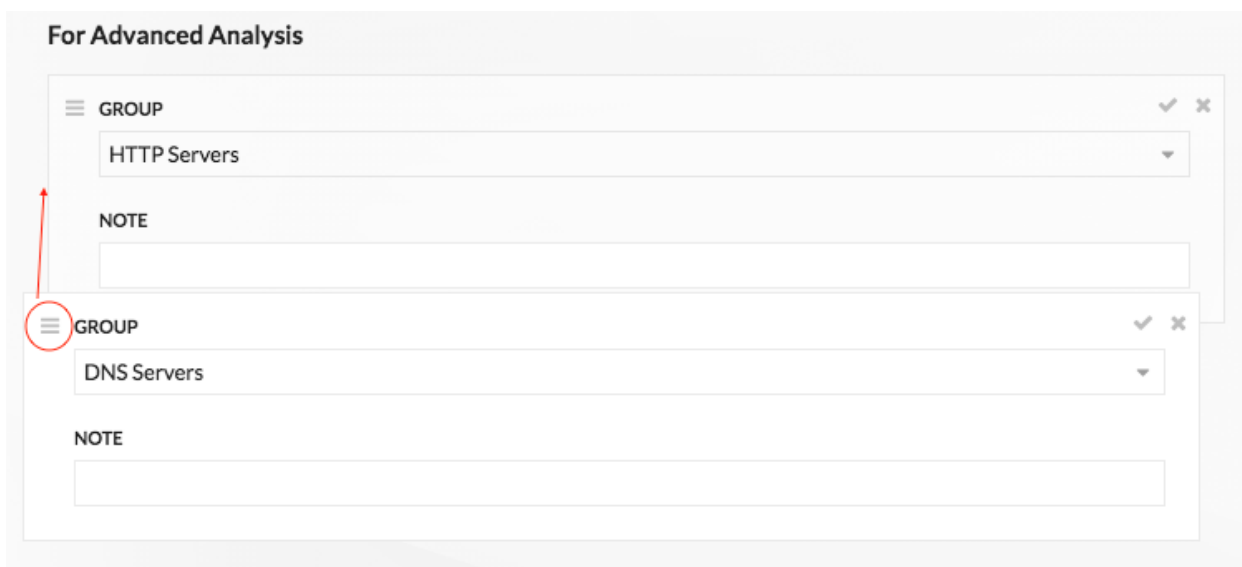 For Advanced Analysis
GROUP
HTTP Servers
NOTE
GROUP
DNS Servers
NOTE